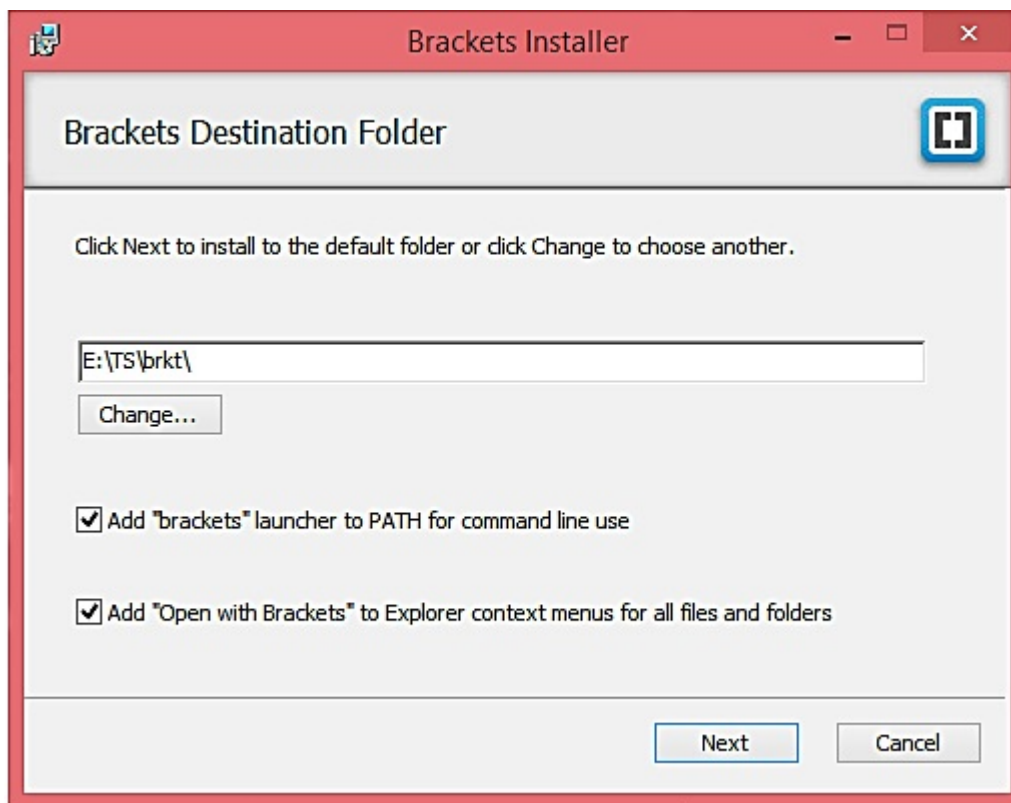 Brackets Installer
Brackets Destination Folder
Click Next to install to the default folder or click Change to choose another.
E:\TS\brkt\
Change...
Add "brackets" launcher to PATH for command line use
Add "Open with Brackets" to Explorer context menus for all files and folders
Next
Cancel